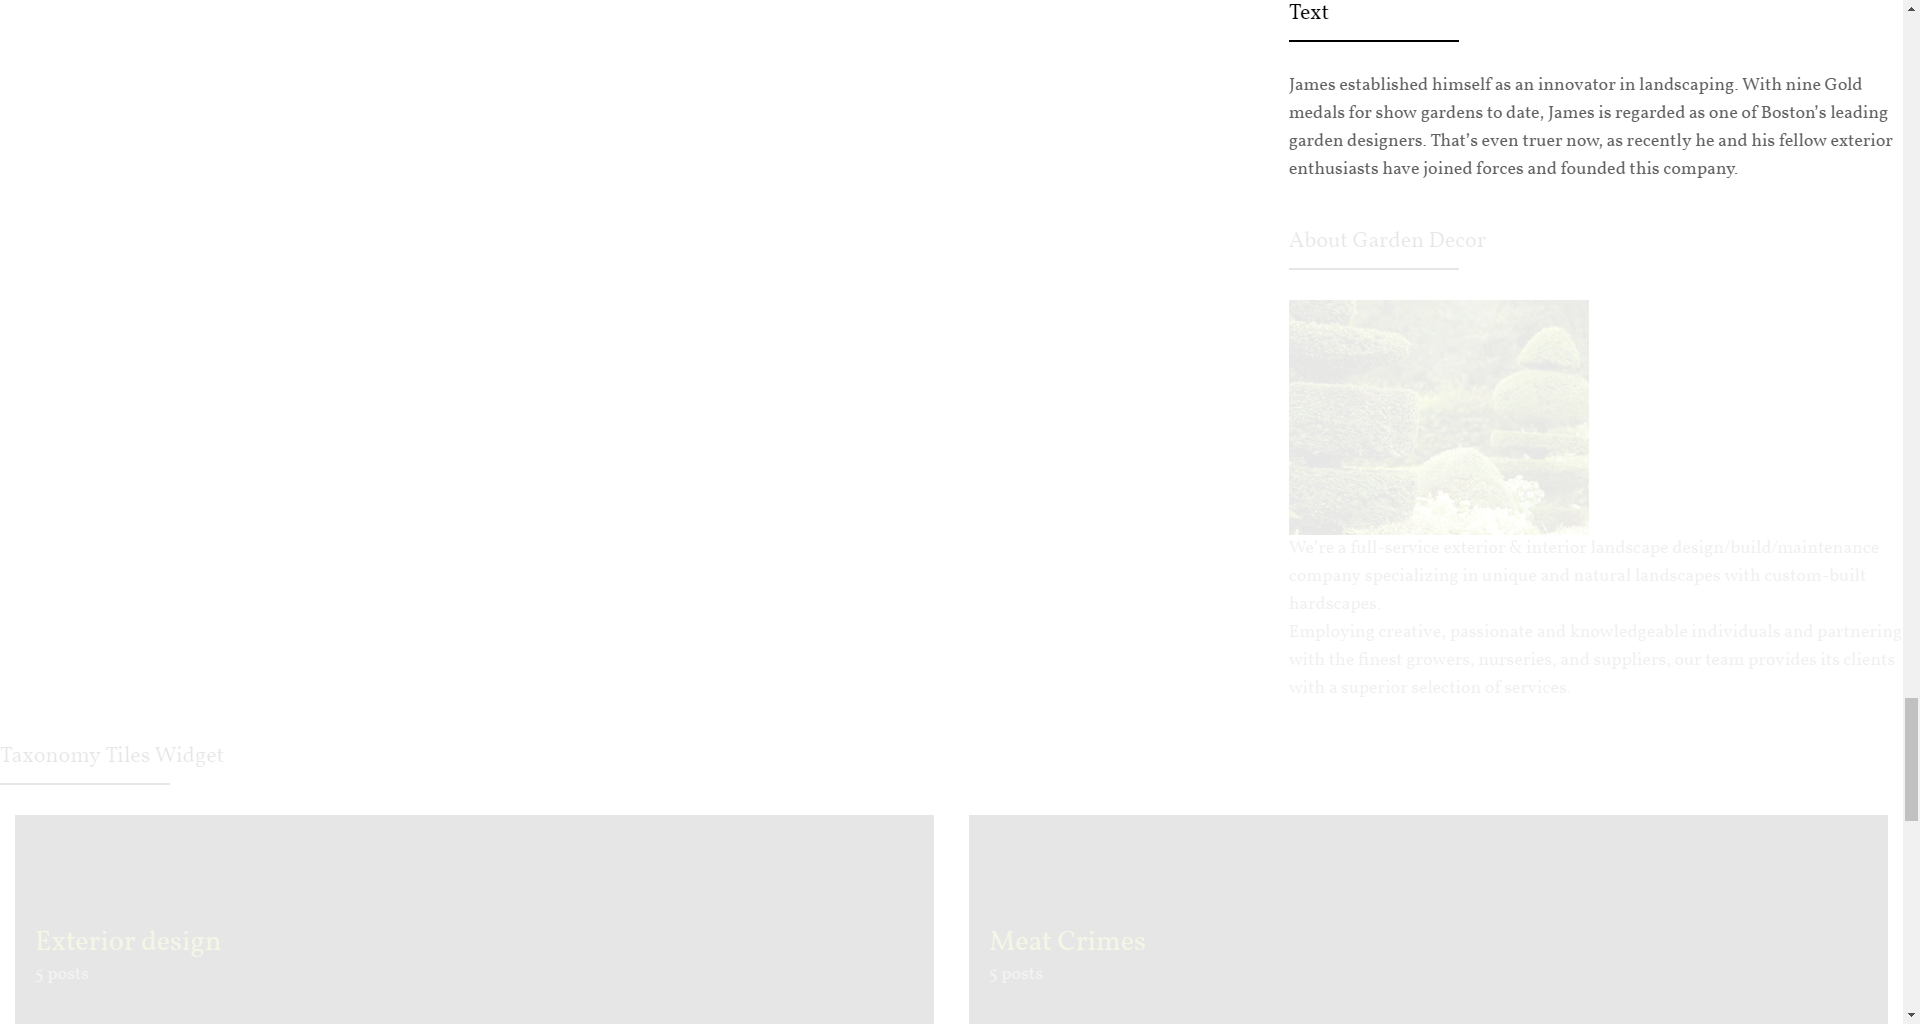 Text
James established himself as an innovator in landscaping. With nine Gold
medals for show gardens to date, James is regarded as one of Boston’s leading
garden designers. That’s even truer now, as recently he and his fellow exterior
enthusiasts have joined forces and founded this company.
About Garden Decor
We’re a full-service exterior & interior landscape design/build/maintenance
company specializing in unique and natural landscapes with custom-built
hardscapes.
Employing creative, passionate and knowledgeable individuals and partnering
with the finest growers, nurseries, and suppliers, our team provides its clients
with a superior selection of services.
Taxonomy Tiles Widget
Exterior design
5 posts
Meat Crimes
5 posts